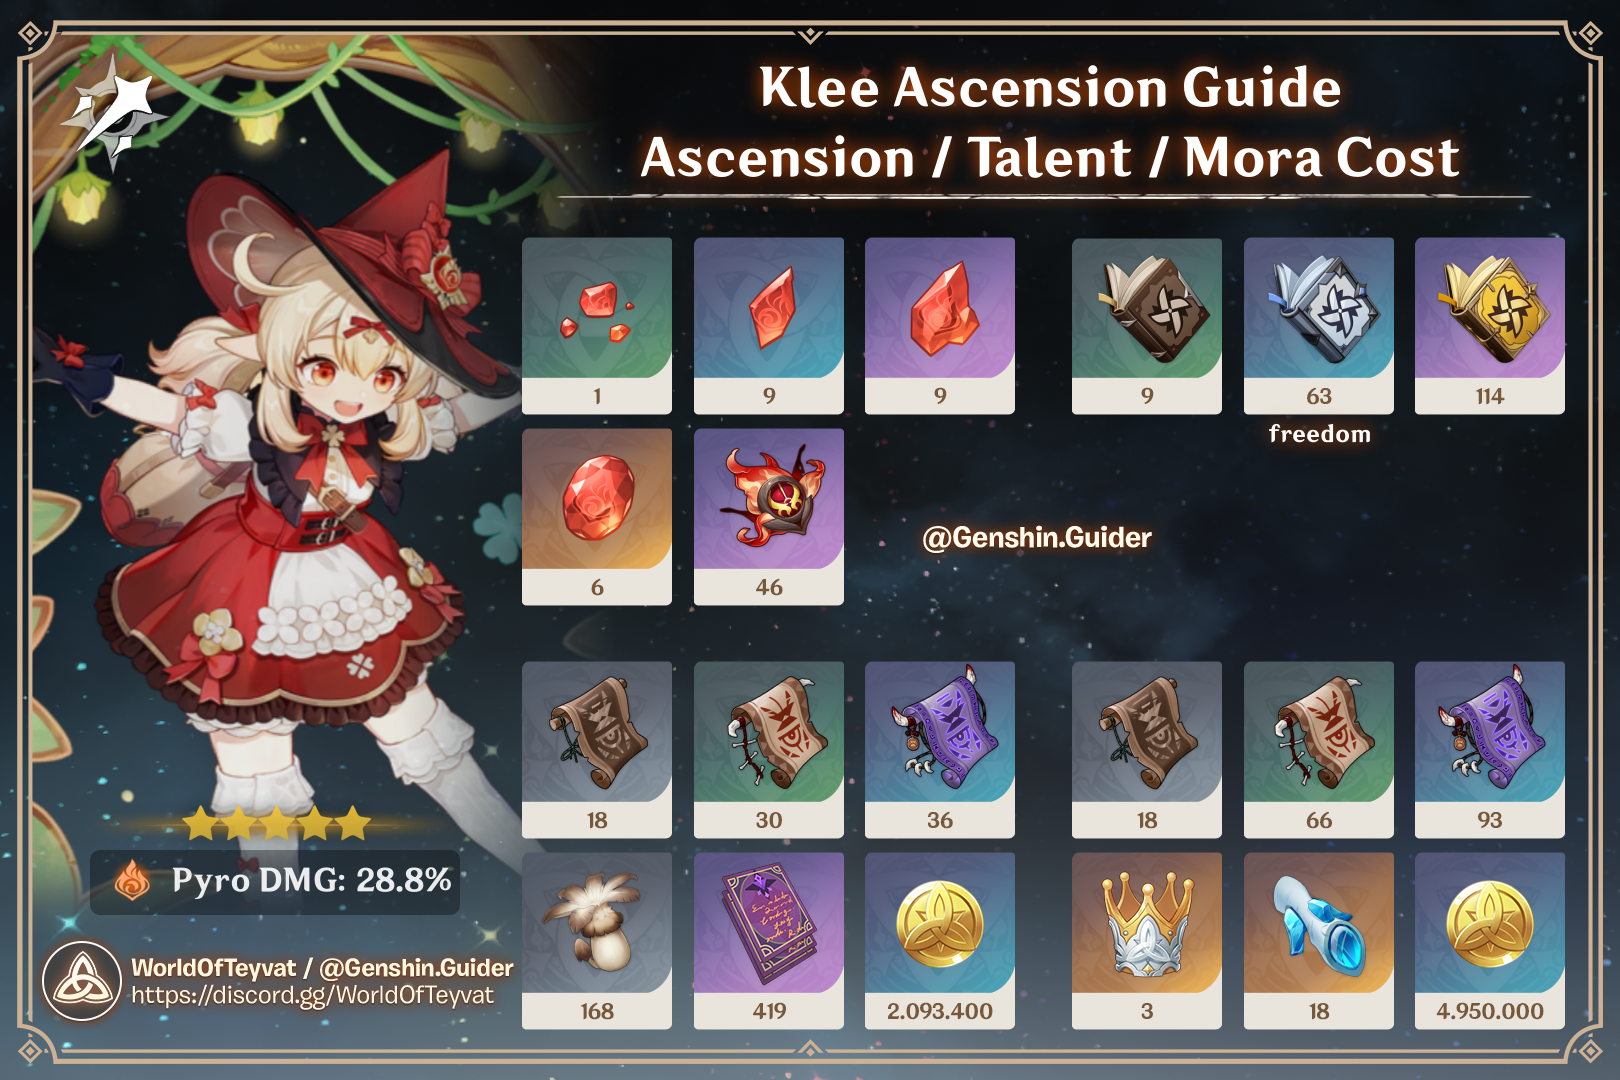 Klee Ascension Guide
Ascension / Talent / Mora Cost
1 9 9 9 63 114
freedom
6 46
@Genshin.Guider
18 30 36 18 66 93
168 419 2.093.400 3 18 4.950.000
Pyro DMG: 28.8%
WorldOfTeyvat / @Genshin.Guider
https://discord.gg/WorldOfTeyvat